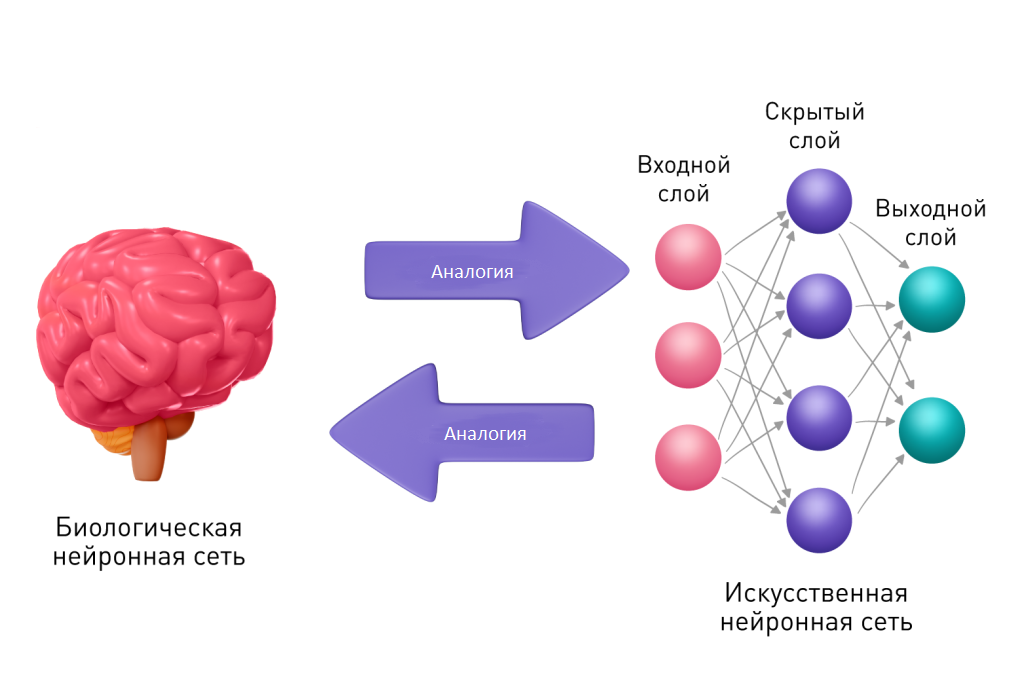 Скрытый
слой
Входной
слой
Выходной
слой
Аналогия
Аналогия
Биологическая
нейронная сеть
Искусственная
нейронная сеть